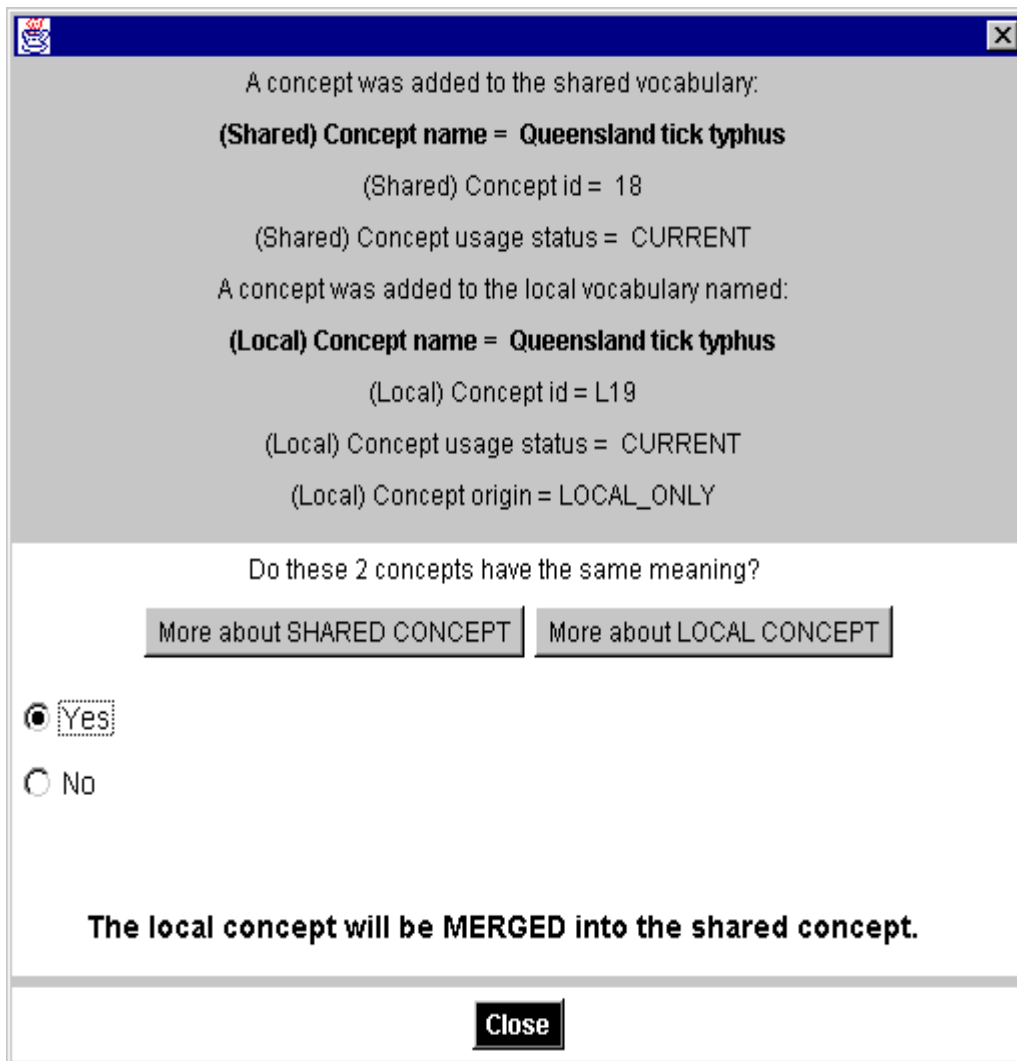 A concept was added to the shared vocabulary:
(Shared) Concept name = Queensland tick typhus
(Shared) Concept id = 18
(Shared) Concept usage status = CURRENT
A concept was added to the local vocabulary named:
(Local) Concept name = Queensland tick typhus
(Local) Concept id = L19
(Local) Concept usage status = CURRENT
(Local) Concept origin = LOCAL_ONLY
Do these 2 concepts have the same meaning?
More about SHARED CONCEPT More about LOCAL CONCEPT
Yes
No
The local concept will be MERGED into the shared concept.
Close